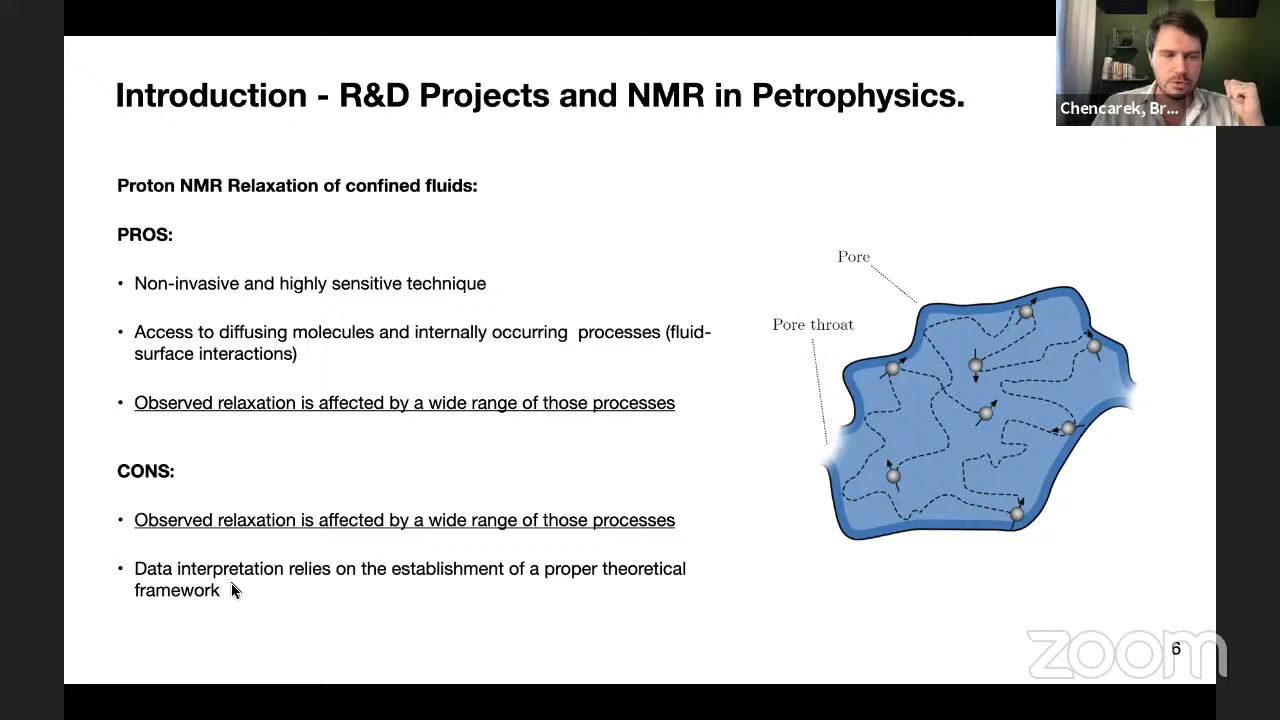 Introduction - R&D Projects and NMR in Petrophysics.
Chencarek, Br...
Proton NMR Relaxation of confined fluids:
PROS:
• Non-invasive and highly sensitive technique
• Access to diffusing molecules and internally occurring processes (fluid-
surface interactions)
• Observed relaxation is affected by a wide range of those processes
CONS:
• Observed relaxation is affected by a wide range of those processes
• Data interpretation relies on the establishment of a proper theoretical
framework
Pore
Pore throat
zoom
6